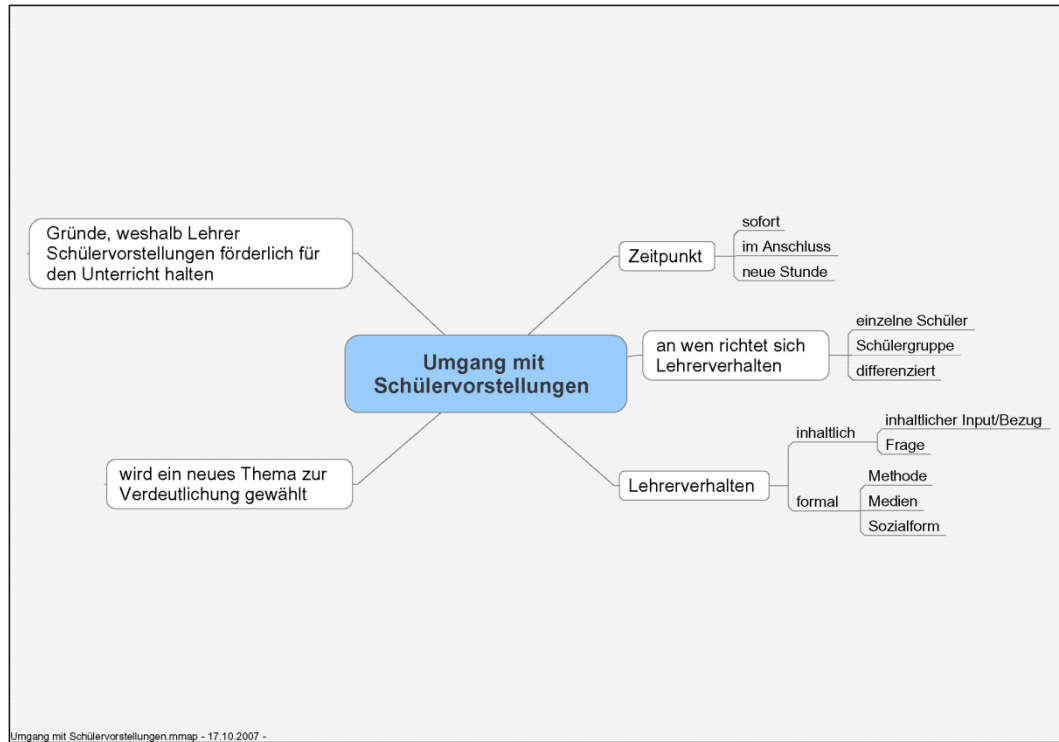 Gründe, weshalb Lehrer
Schülervorstellungen förderlich für
den Unterricht halten
wird ein neues Thema zur
Verdeutlichung gewählt
Umgang mit
Schülervorstellungen
Zeitpunkt
sofort
im Anschluss
neue Stunde
an wen richtet sich
Lehrerverhalten
einzelne Schüler
Schülergruppe
differenziert
Lehrerverhalten
inhaltlich
inhaltlicher Input/Bezug
Frage
formal
Methode
Medien
Sozialform
Umgang mit Schülervorstellungen.mmap - 17.10.2007 -